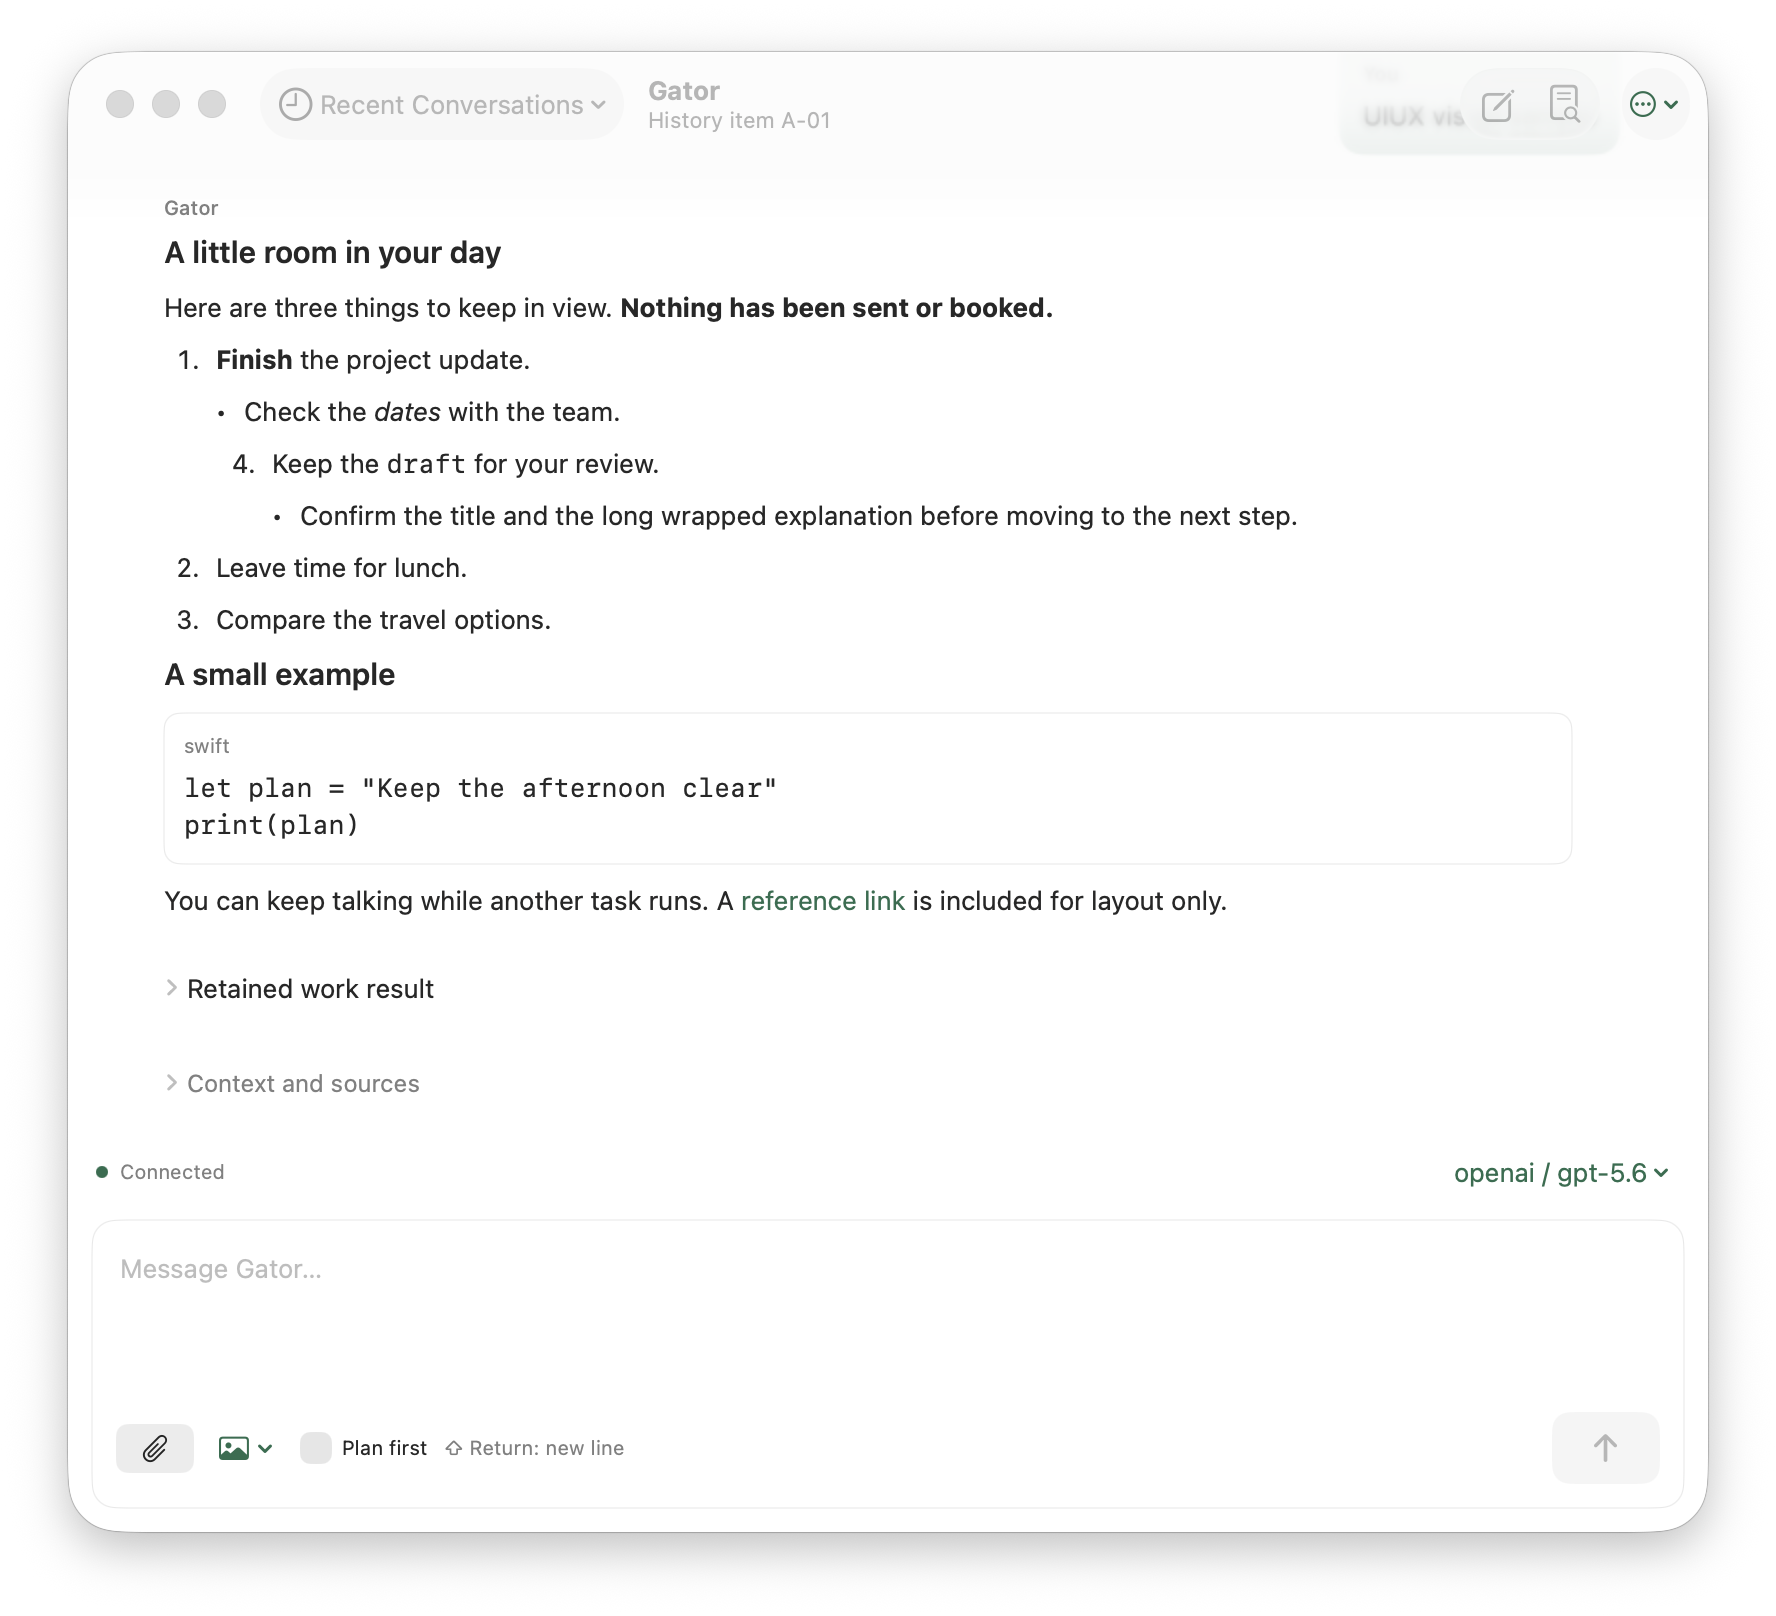 Recent Conversations
Gator
History item A-01
You
UIUX
Gator
A little room in your day
Here are three things to keep in view. Nothing has been sent or booked.
1. Finish the project update.
• Check the dates with the team.
4. Keep the draft for your review.
• Confirm the title and the long wrapped explanation before moving to the next step.
2. Leave time for lunch.
3. Compare the travel options.
A small example
swift
let plan = "Keep the afternoon clear"
print(plan)
You can keep talking while another task runs. A reference link is included for layout only.
Retained work result
Context and sources
Connected
openai / gpt-5.6
Message Gator...
Plan first
Return: new line